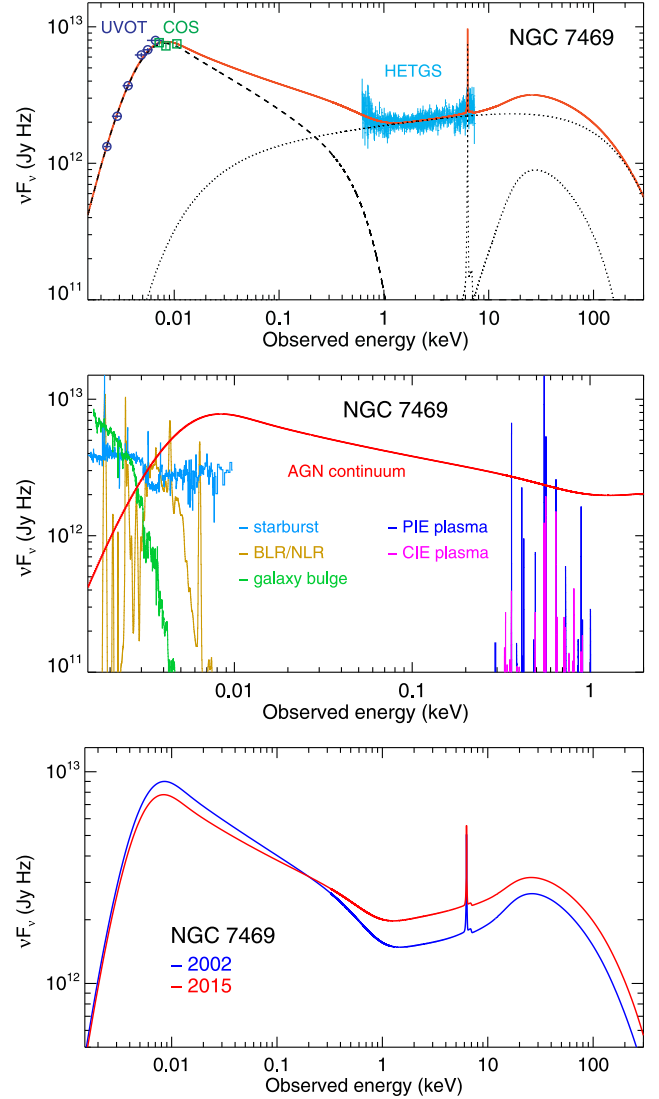 UVOT COS
NGC 7469
HETGS
10¹³
10¹²
10¹¹
νFν (Jy Hz)
0.01 0.1 1 10 100
Observed energy (keV)
NGC 7469
AGN continuum
starburst
BLR/NLR
galaxy bulge
PIE plasma
CIE plasma
10¹³
10¹²
10¹¹
νFν (Jy Hz)
0.01 0.1 1
Observed energy (keV)
10¹³
10¹²
νFν (Jy Hz)
NGC 7469
2002
2015
0.01 0.1 1 10 100
Observed energy (keV)